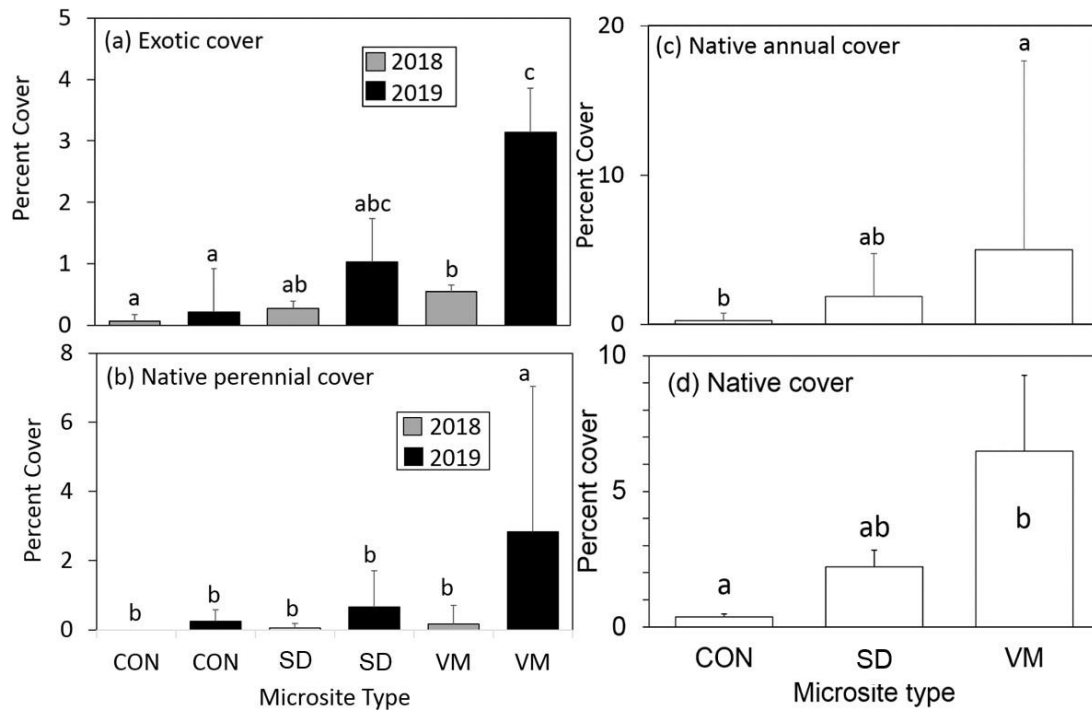 (a) Exotic cover
2018
2019
Percent Cover
5
4
3
2
1
0
a
a
ab
abc
b
c
(b) Native perennial cover
2018
2019
Percent Cover
8
6
4
2
0
b
b
b
b
b
a
CON CON SD SD VM VM
Microsite Type
(c) Native annual cover
Percent Cover
20
10
0
b
ab
a
(d) Native cover
Percent cover
10
5
0
a
ab
b
CON SD VM
Microsite type